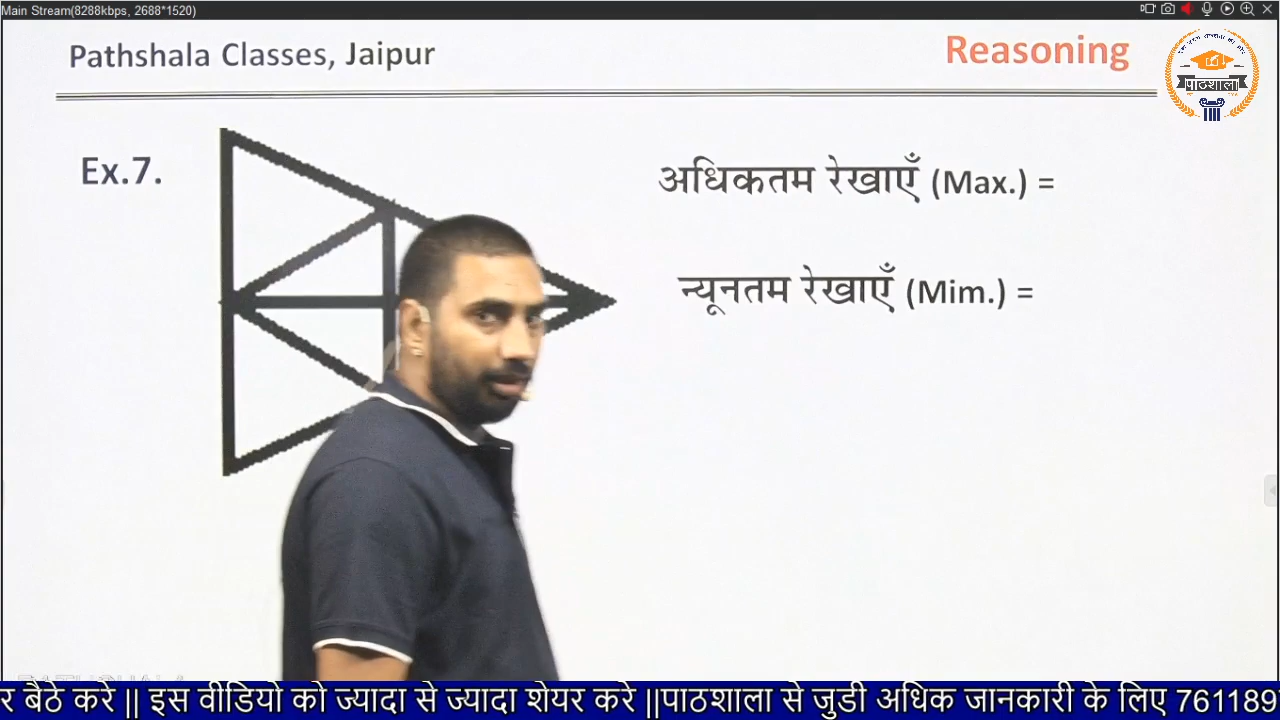 Main Stream(8288kbps, 2688*1520)
Pathshala Classes, Jaipur
Reasoning
पाठशाला
Ex.7.
अधिकतम रेखाएँ (Max.) =
न्यूनतम रेखाएँ (Mim.) =
र बैठे करें || इस वीडियो को ज्यादा से ज्यादा शेयर करें ||पाठशाला से जुडी अधिक जानकारी के लिए 761189